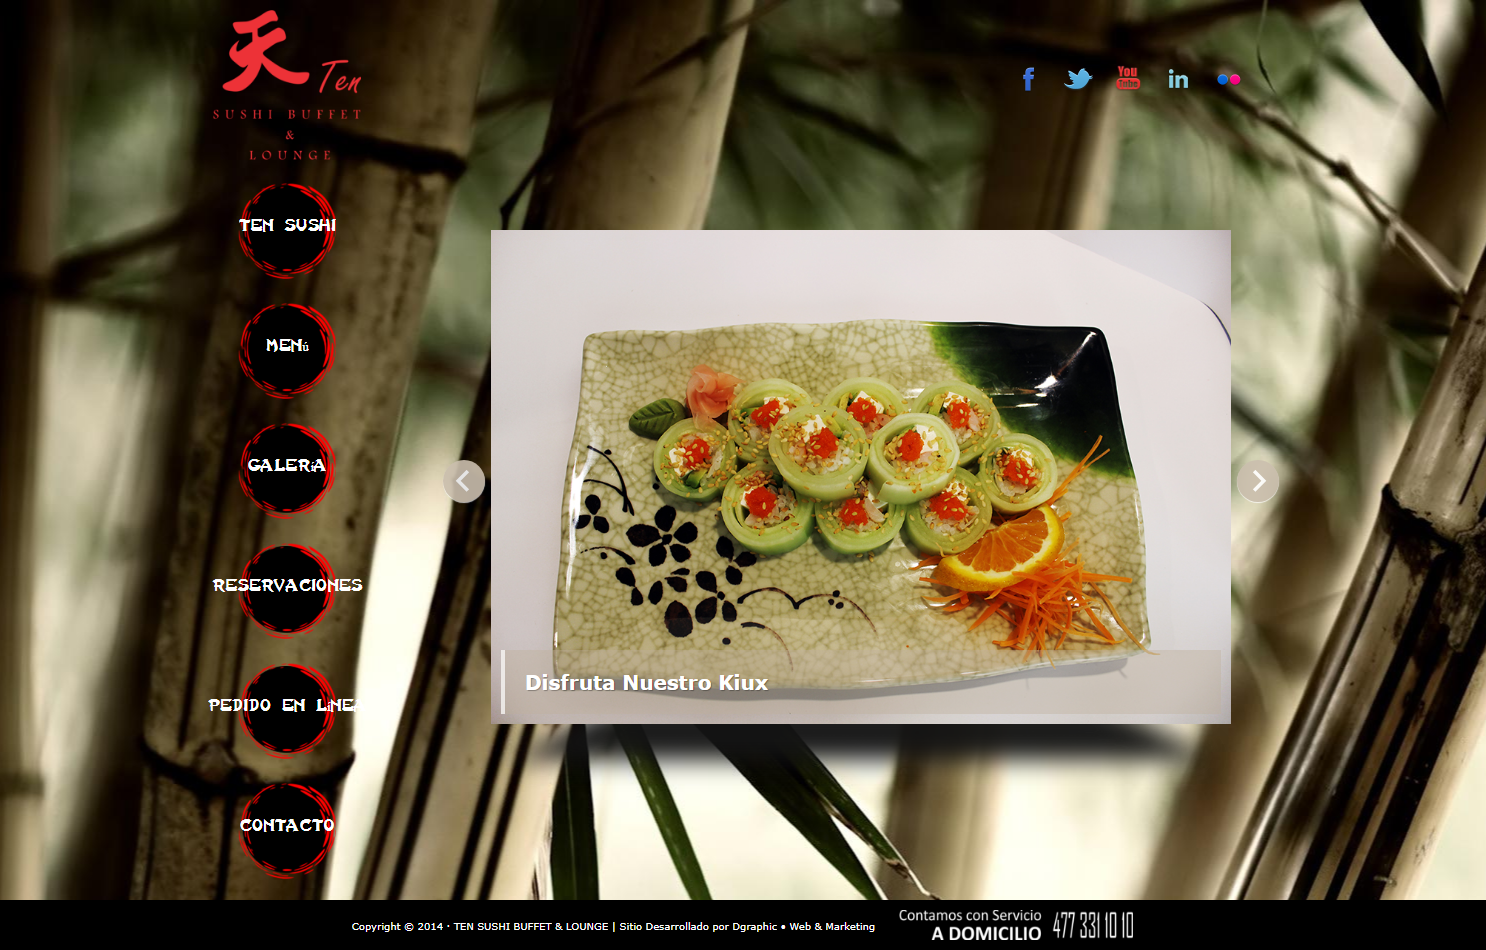 天 Ten
SUSHI BUFFET
&
LOUNGE
You
Tube
in
TEN SUSHI
MENú
GALERíA
RESERVACIONES
PEDIDO EN LíNEA
CONTACTO
Disfruta Nuestro Kiux
Copyright © 2014 · TEN SUSHI BUFFET & LOUNGE | Sitio Desarrollado por Dgraphic • Web & Marketing
Contamos con Servicio
A DOMICILIO 477 331 10 10